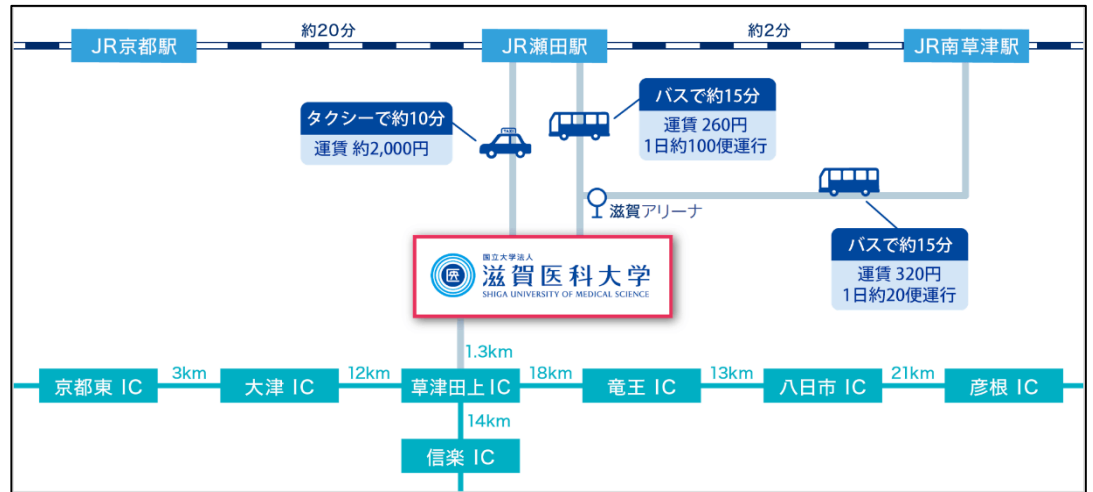 約20分
約2分
JR京都駅
JR瀬田駅
JR南草津駅
タクシーで約10分
運賃 約2,000円
TAXI
バスで約15分
運賃 260円
1日約100便運行
滋賀アリーナ
バスで約15分
運賃 320円
1日約20便運行
医
国立大学法人
滋賀医科大学
SHIGA UNIVERSITY OF MEDICAL SCIENCE
1.3km
京都東 IC
3km
大津 IC
12km
草津田上 IC
18km
竜王 IC
13km
八日市 IC
21km
彦根 IC
14km
信楽 IC